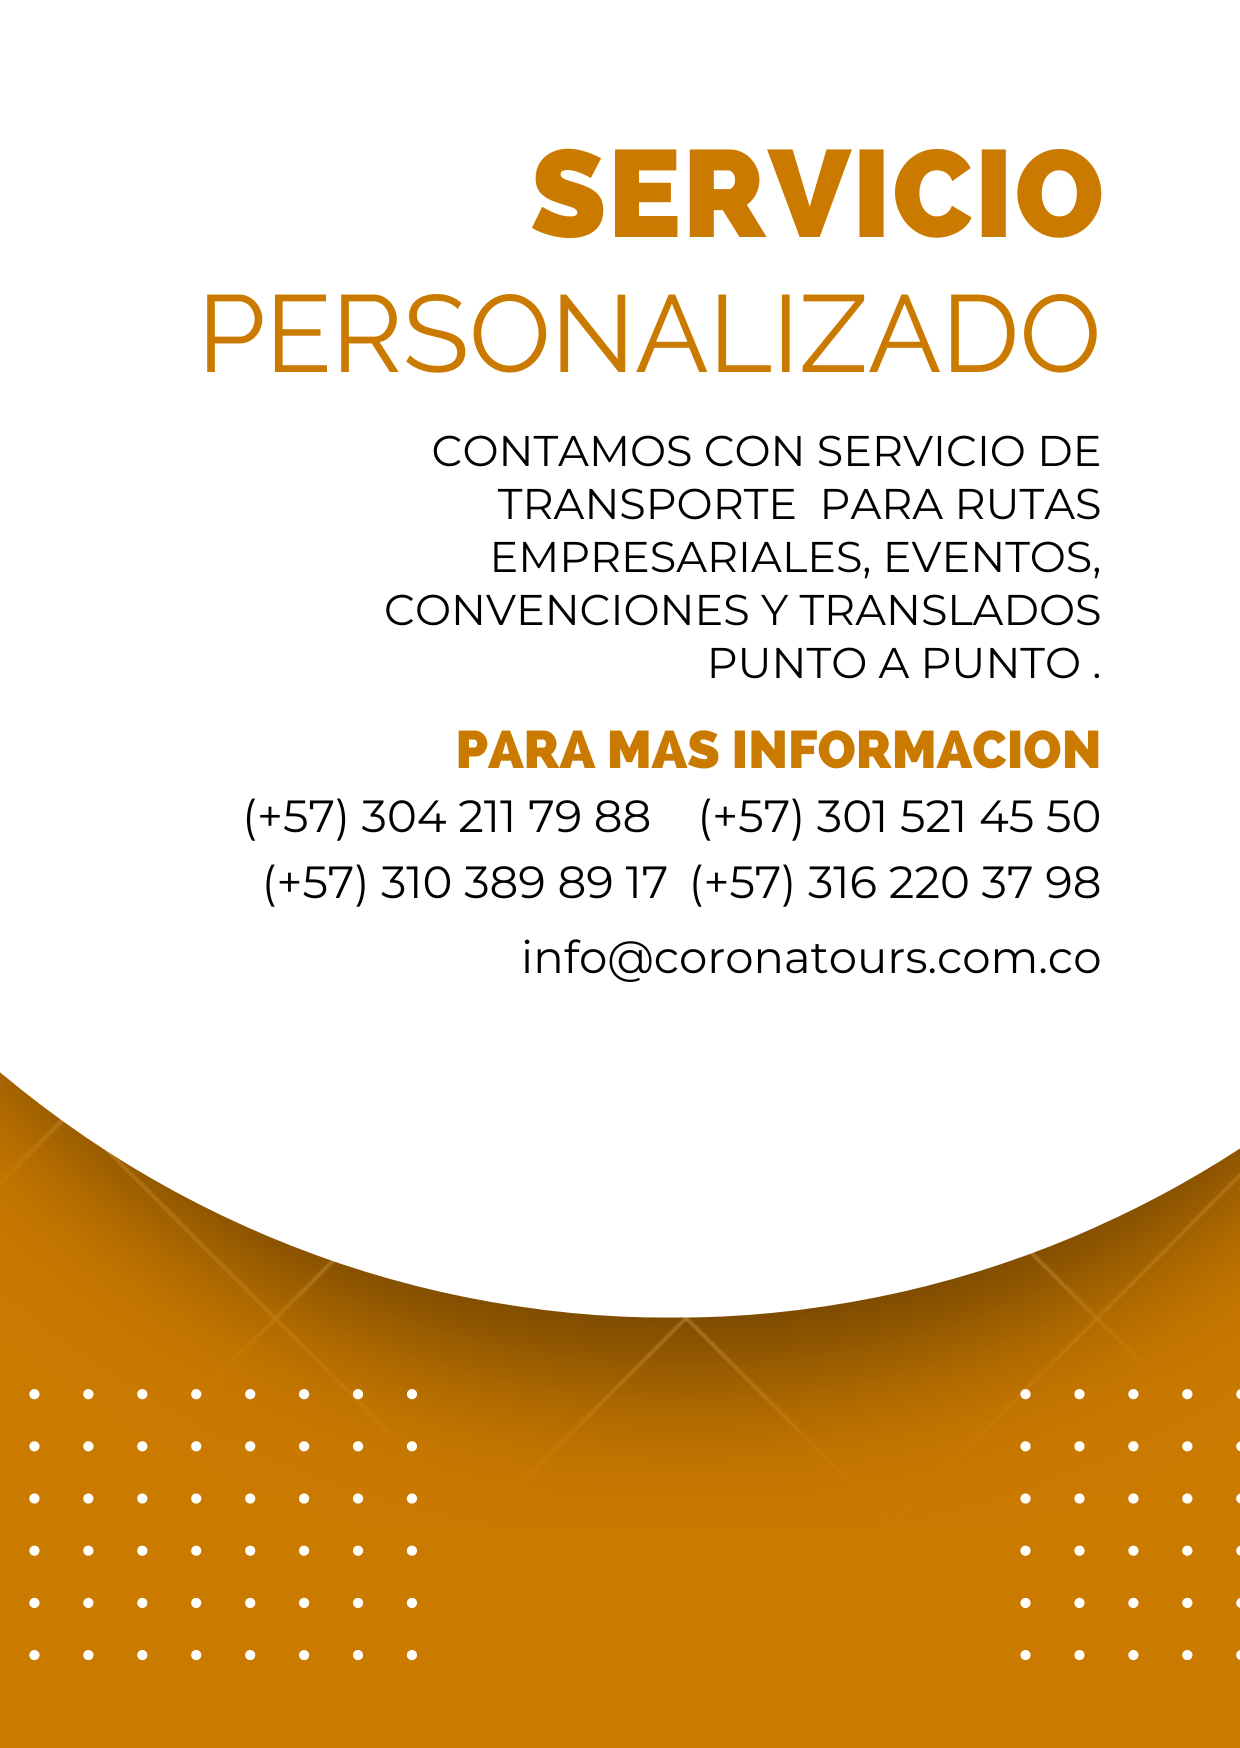 SERVICIO
PERSONALIZADO
CONTAMOS CON SERVICIO DE
TRANSPORTE  PARA RUTAS
EMPRESARIALES, EVENTOS,
CONVENCIONES Y TRANSLADOS
PUNTO A PUNTO .
PARA MAS INFORMACION
(+57) 304 211 79 88    (+57) 301 521 45 50
(+57) 310 389 89 17  (+57) 316 220 37 98
info@coronatours.com.co